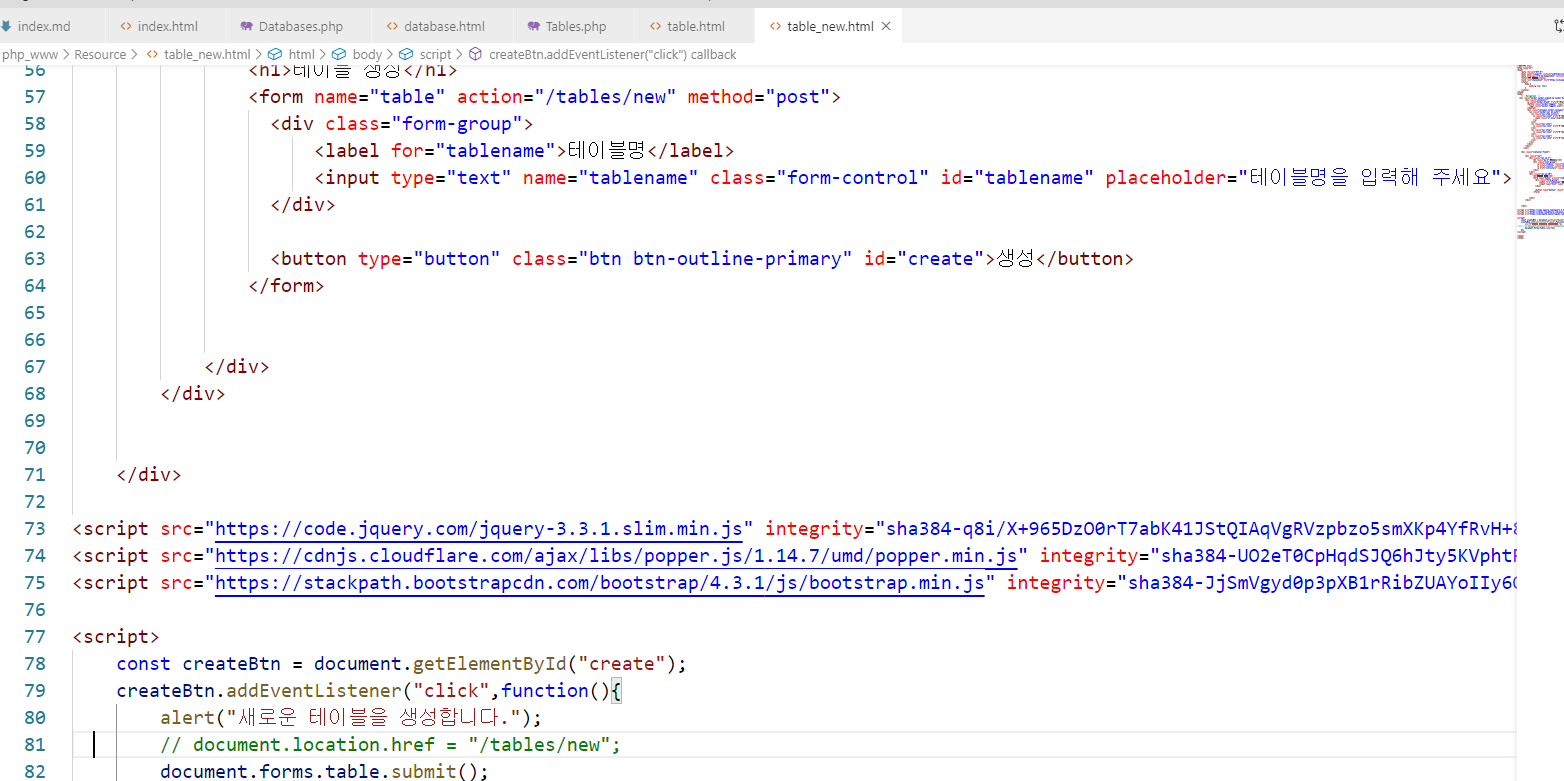 index.md index.html Databases.php database.html Tables.php table.html table_new.html
php_www > Resource > table_new.html > html > body > script > createBtn.addEventListener("click") callback
56 <h1>테이블 생성</h1>
57 <form name="table" action="/tables/new" method="post">
58 <div class="form-group">
59 <label for="tablename">테이블명</label>
60 <input type="text" name="tablename" class="form-control" id="tablename" placeholder="테이블명을 입력해 주세요">
61 </div>
62
63 <button type="button" class="btn btn-outline-primary" id="create">생성</button>
64 </form>
65
66
67 </div>
68 </div>
69
70
71 </div>
72
73 <script src="https://code.jquery.com/jquery-3.3.1.slim.min.js" integrity="sha384-q8i/X+965DzO0rT7abK41JStQIAqVgRVzpbzo5smXKp4YfRvH+8
74 <script src="https://cdnjs.cloudflare.com/ajax/libs/popper.js/1.14.7/umd/popper.min.js" integrity="sha384-UO2eT0CpHqdSJQ6hJty5KVpht
75 <script src="https://stackpath.bootstrapcdn.com/bootstrap/4.3.1/js/bootstrap.min.js" integrity="sha384-JjSmVgyd0p3pXB1rRibZUAYoIIy6
76
77 <script>
78 const createBtn = document.getElementById("create");
79 createBtn.addEventListener("click",function(){
80 alert("새로운 테이블을 생성합니다.");
81 // document.location.href = "/tables/new";
82 document.forms.table.submit();